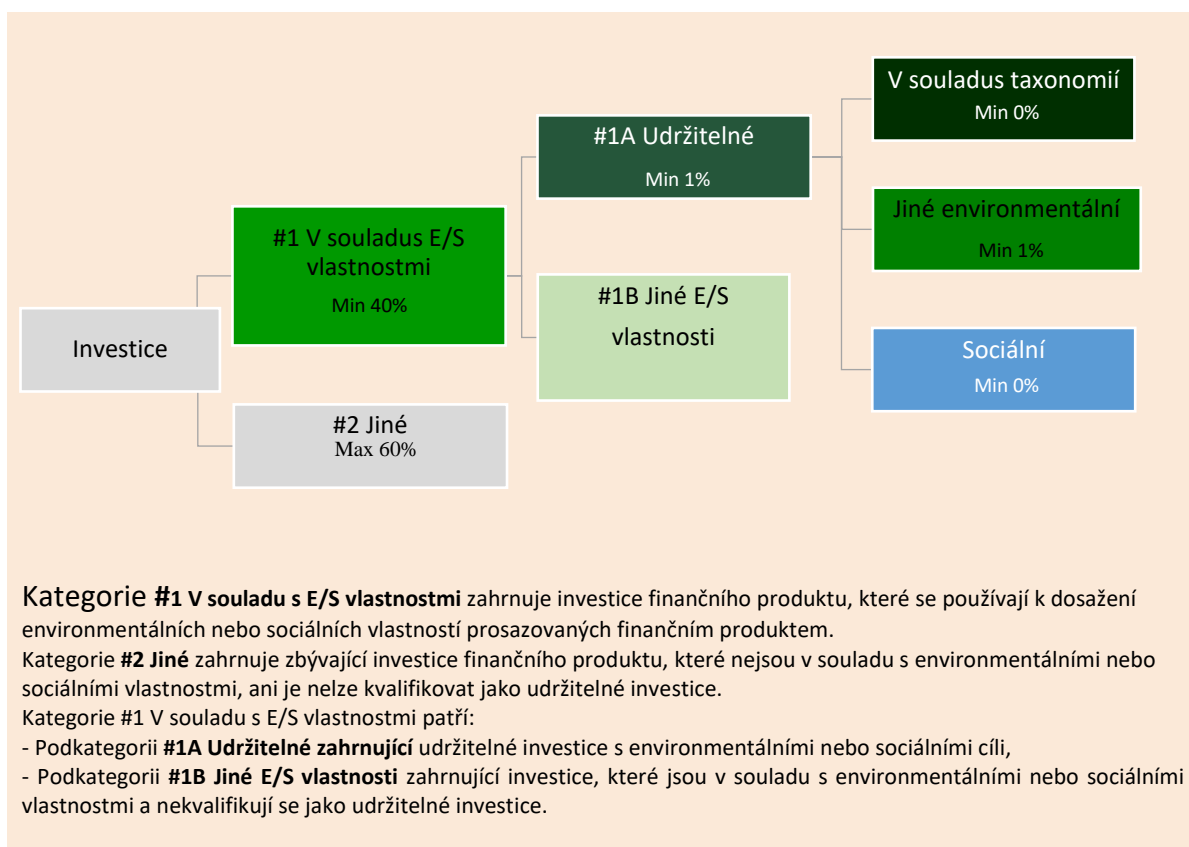 V souladus taxonomií
Min 0%
#1A Udržitelné
Min 1%
Jiné environmentální
Min 1%
#1 V souladus E/S
vlastnostmi
Min 40%
#1B Jiné E/S
vlastnosti
Investice
Sociální
Min 0%
#2 Jiné
Max 60%
Kategorie #1 V souladu s E/S vlastnostmi zahrnuje investice finančního produktu, které se používají k dosažení
environmentálních nebo sociálních vlastností prosazovaných finančním produktem.
Kategorie #2 Jiné zahrnuje zbývající investice finančního produktu, které nejsou v souladu s environmentálními nebo
sociálními vlastnostmi, ani je nelze kvalifikovat jako udržitelné investice.
Kategorie #1 V souladu s E/S vlastnostmi patří:
- Podkategorii #1A Udržitelné zahrnující udržitelné investice s environmentálními nebo sociálními cíli,
- Podkategorii #1B Jiné E/S vlastnosti zahrnující investice, které jsou v souladu s environmentálními nebo sociálními
vlastnostmi a nekvalifikují se jako udržitelné investice.